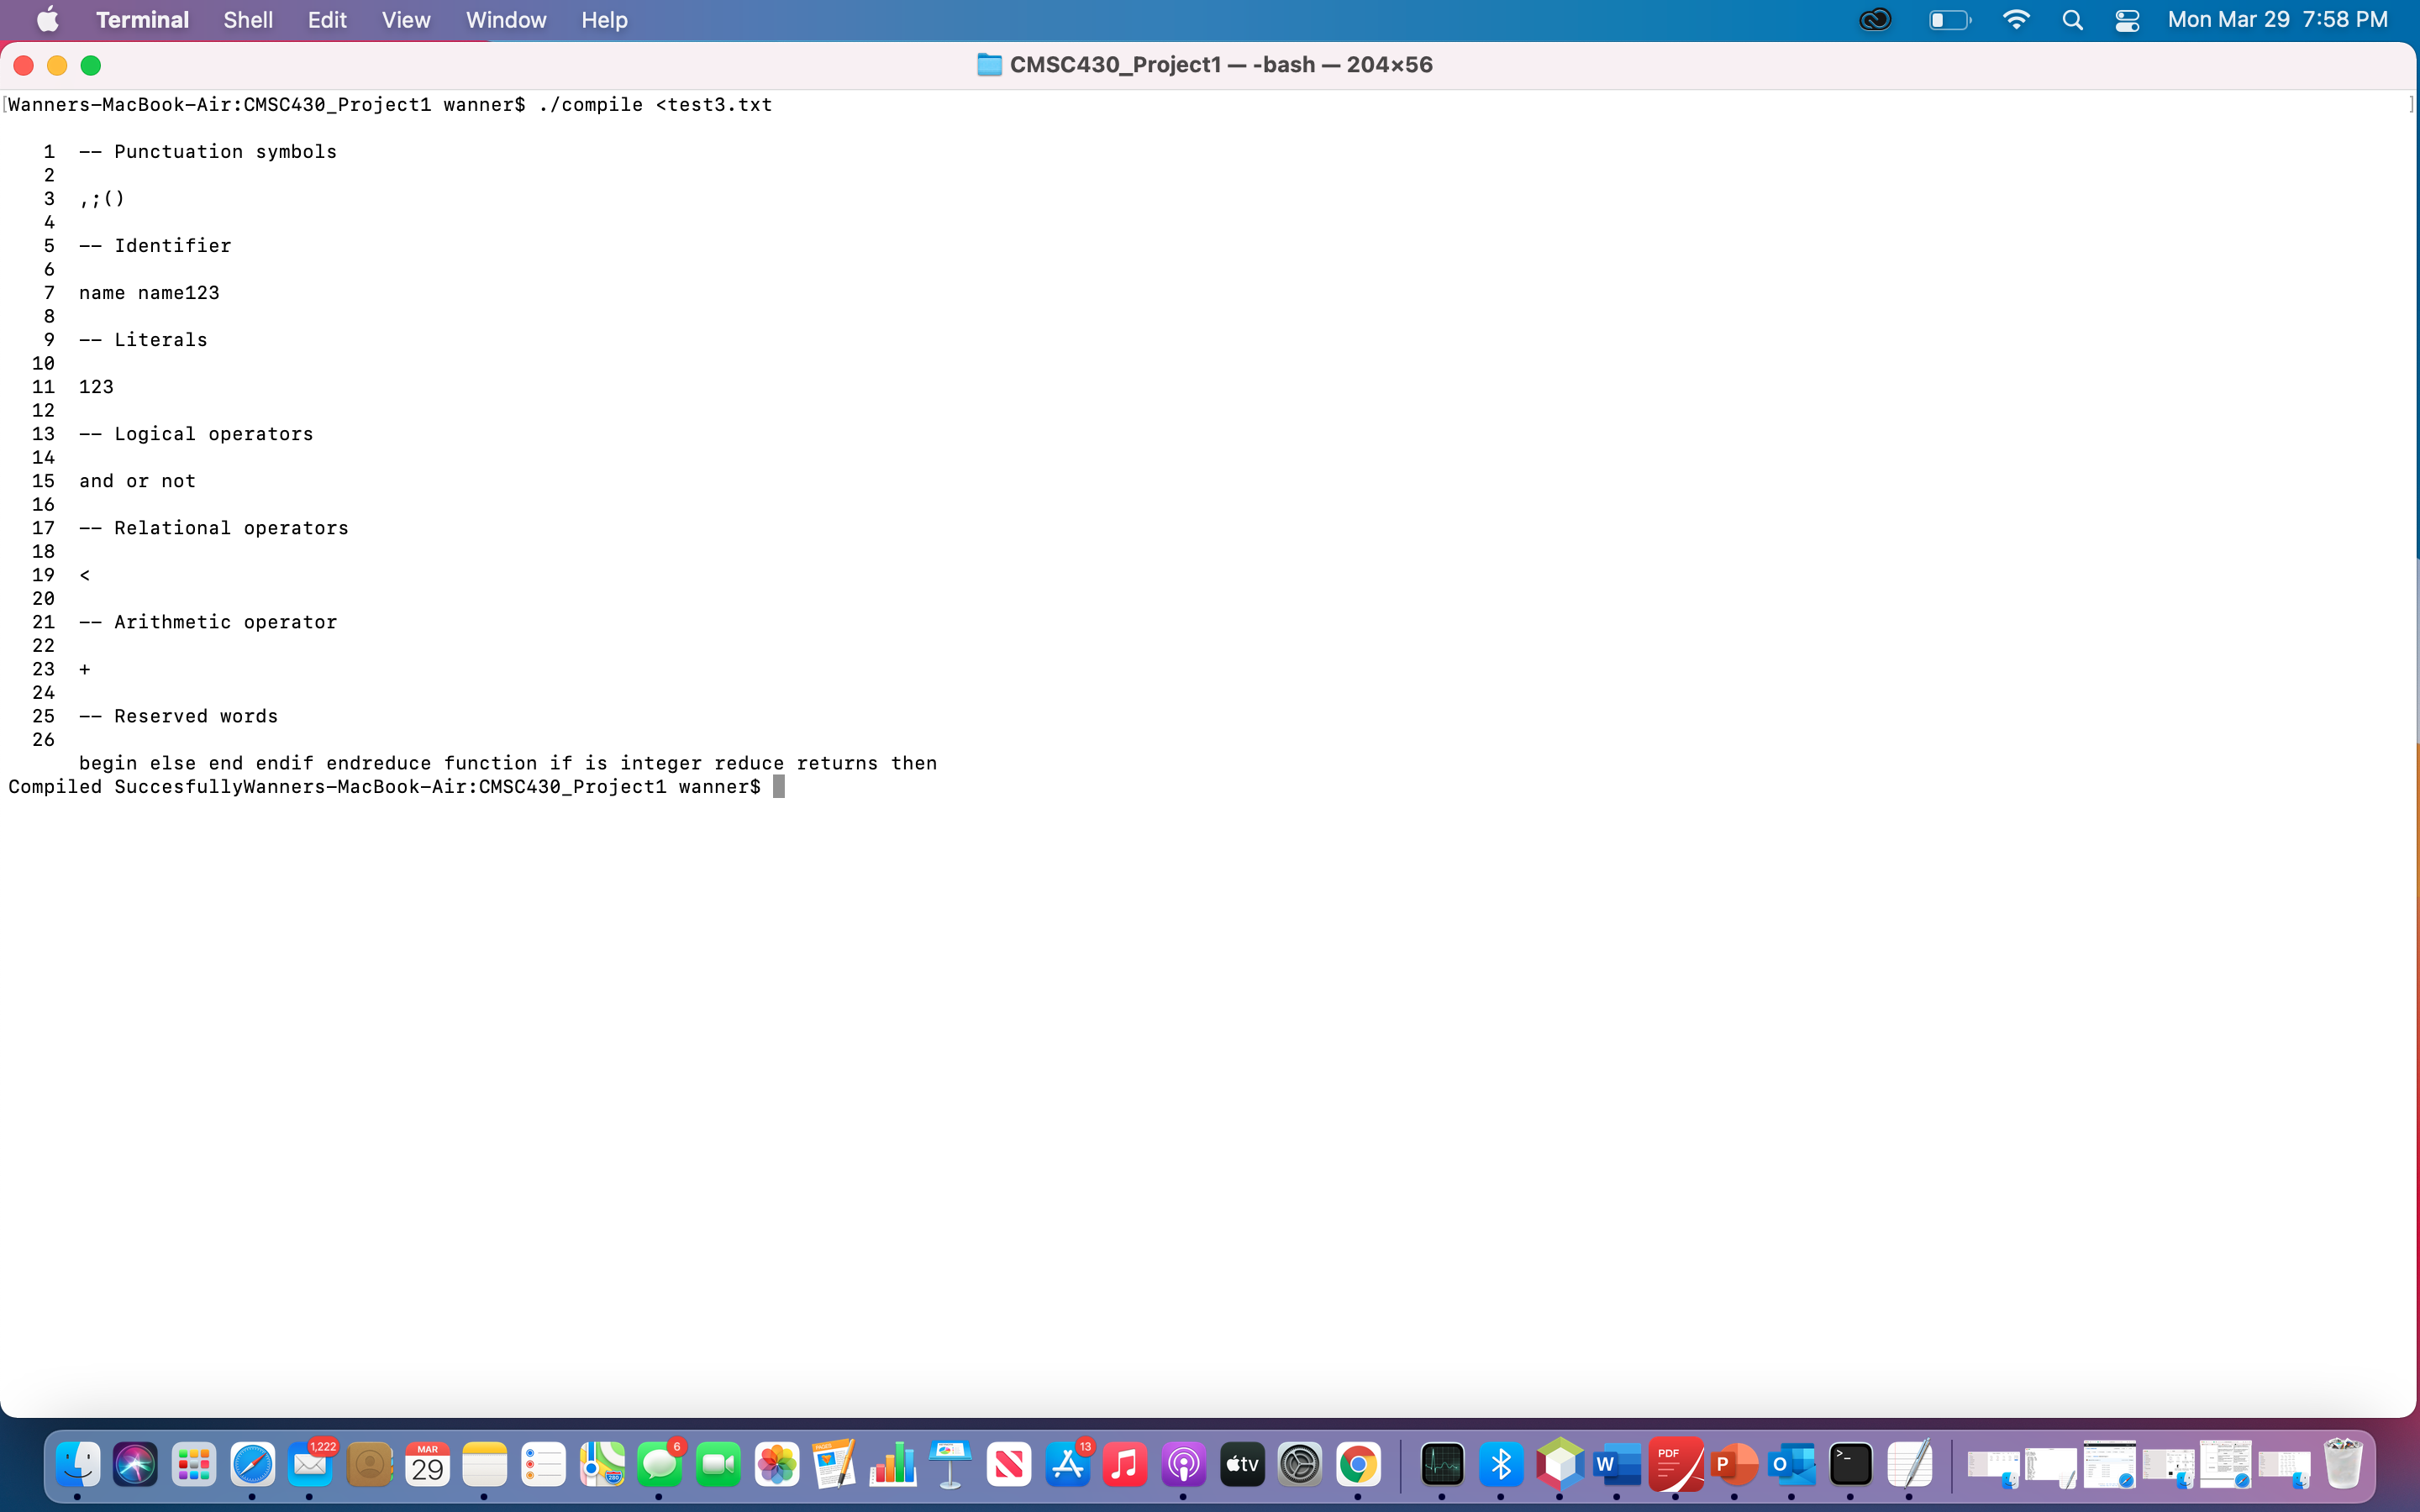 Terminal Shell Edit View Window Help Mon Mar 29 7:58 PM
CMSC430_Project1 — -bash — 204×56
[Wanners-MacBook-Air:CMSC430_Project1 wanner$ ./compile <test3.txt ]
1 -- Punctuation symbols
2
3 ,;()
4
5 -- Identifier
6
7 name name123
8
9 -- Literals
10
11 123
12
13 -- Logical operators
14
15 and or not
16
17 -- Relational operators
18
19 <
20
21 -- Arithmetic operator
22
23 +
24
25 -- Reserved words
26
begin else end endif endreduce function if is integer reduce returns then
Compiled SuccesfullyWanners-MacBook-Air:CMSC430_Project1 wanner$
1,222 MAR 29 280 6 PAGES 13 tv W PDF P O >_